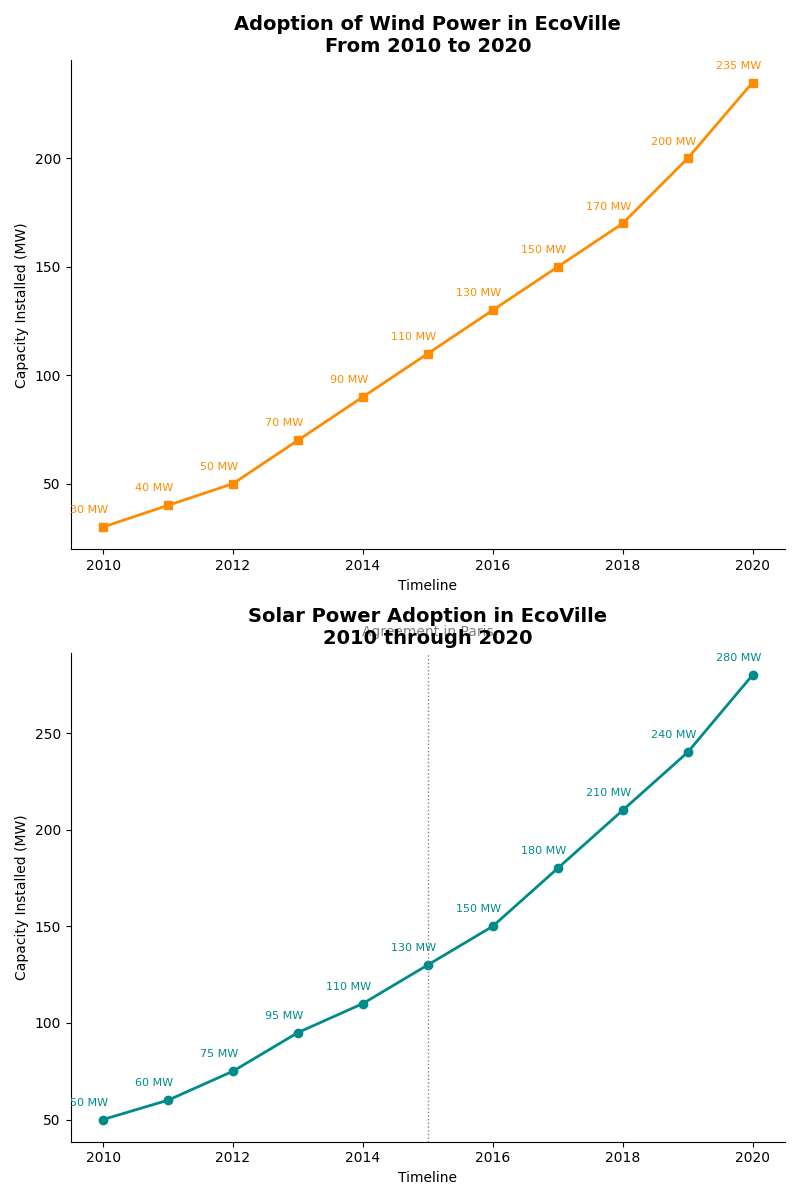 Adoption of Wind Power in EcoVille
From 2010 to 2020
235 MW
200 MW
170 MW
150 MW
130 MW
110 MW
90 MW
70 MW
50 MW
40 MW
30 MW
Capacity Installed (MW)
200
150
100
50
2010 2012 2014 2016 2018 2020
Timeline
Solar Power Adoption in EcoVille
Agreement in Paris
2010 through 2020
280 MW
240 MW
210 MW
180 MW
150 MW
130 MW
110 MW
95 MW
75 MW
60 MW
50 MW
Capacity Installed (MW)
250
200
150
100
50
2010 2012 2014 2016 2018 2020
Timeline